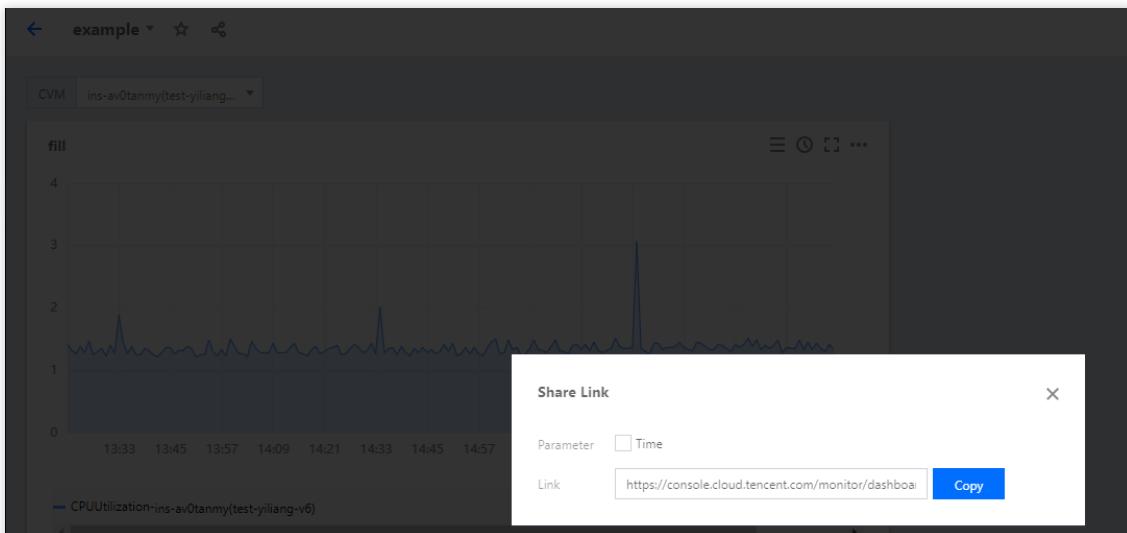 example
CVM ins-av0tanmy(test-yiliang...
fill
4
3
2
1
0
13:33 13:45 13:57 14:09 14:21 14:33 14:45 14:57
CPUUtilization-ins-av0tanmy(test-yiliang-v6)
Share Link
Parameter Time
Link https://console.cloud.tencent.com/monitor/dashboa
Copy